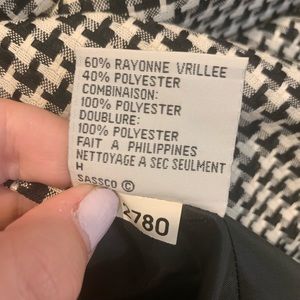 60% RAYONNE VRILLEE
40% POLYESTER
COMBINAISON:
100% POLYESTER
DOUBLURE:
100% POLYESTER
FAIT A PHILIPPINES
NETTOYAGE A SEC SEULMENT
H
SASSCO ©
2780